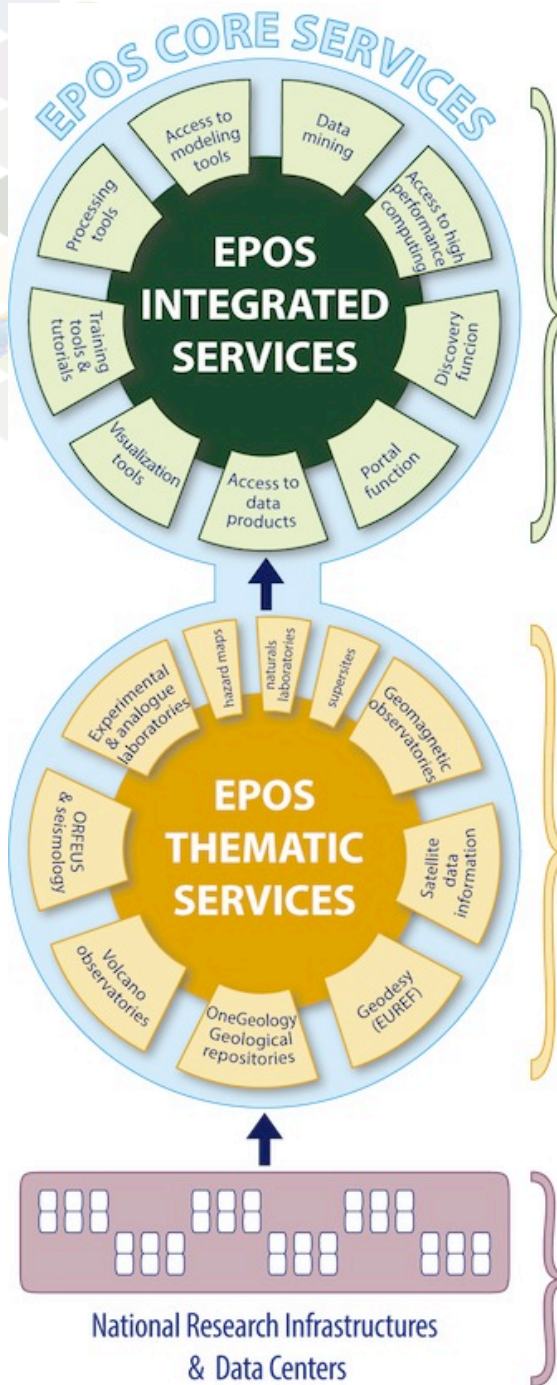 EPOS CORE SERVICES
Access to
modeling
tools
Data
mining
Access to high
performance
computing
Discovery
funcion
Portal
function
Access to
data
products
Visualization
tools
Training
tools &
tutorials
Processing
tools
EPOS
INTEGRATED
SERVICES
Experimental
& analogue
laboratories
hazard maps
naturals
laboratories
supersites
Geomagnetic
observatories
Satellite
data
information
Geodesy
(EUREF)
OneGeology
Geological
repositories
Volcano
observatories
ORFEUS
& seismology
EPOS
THEMATIC
SERVICES
National Research Infrastructures
& Data Centers